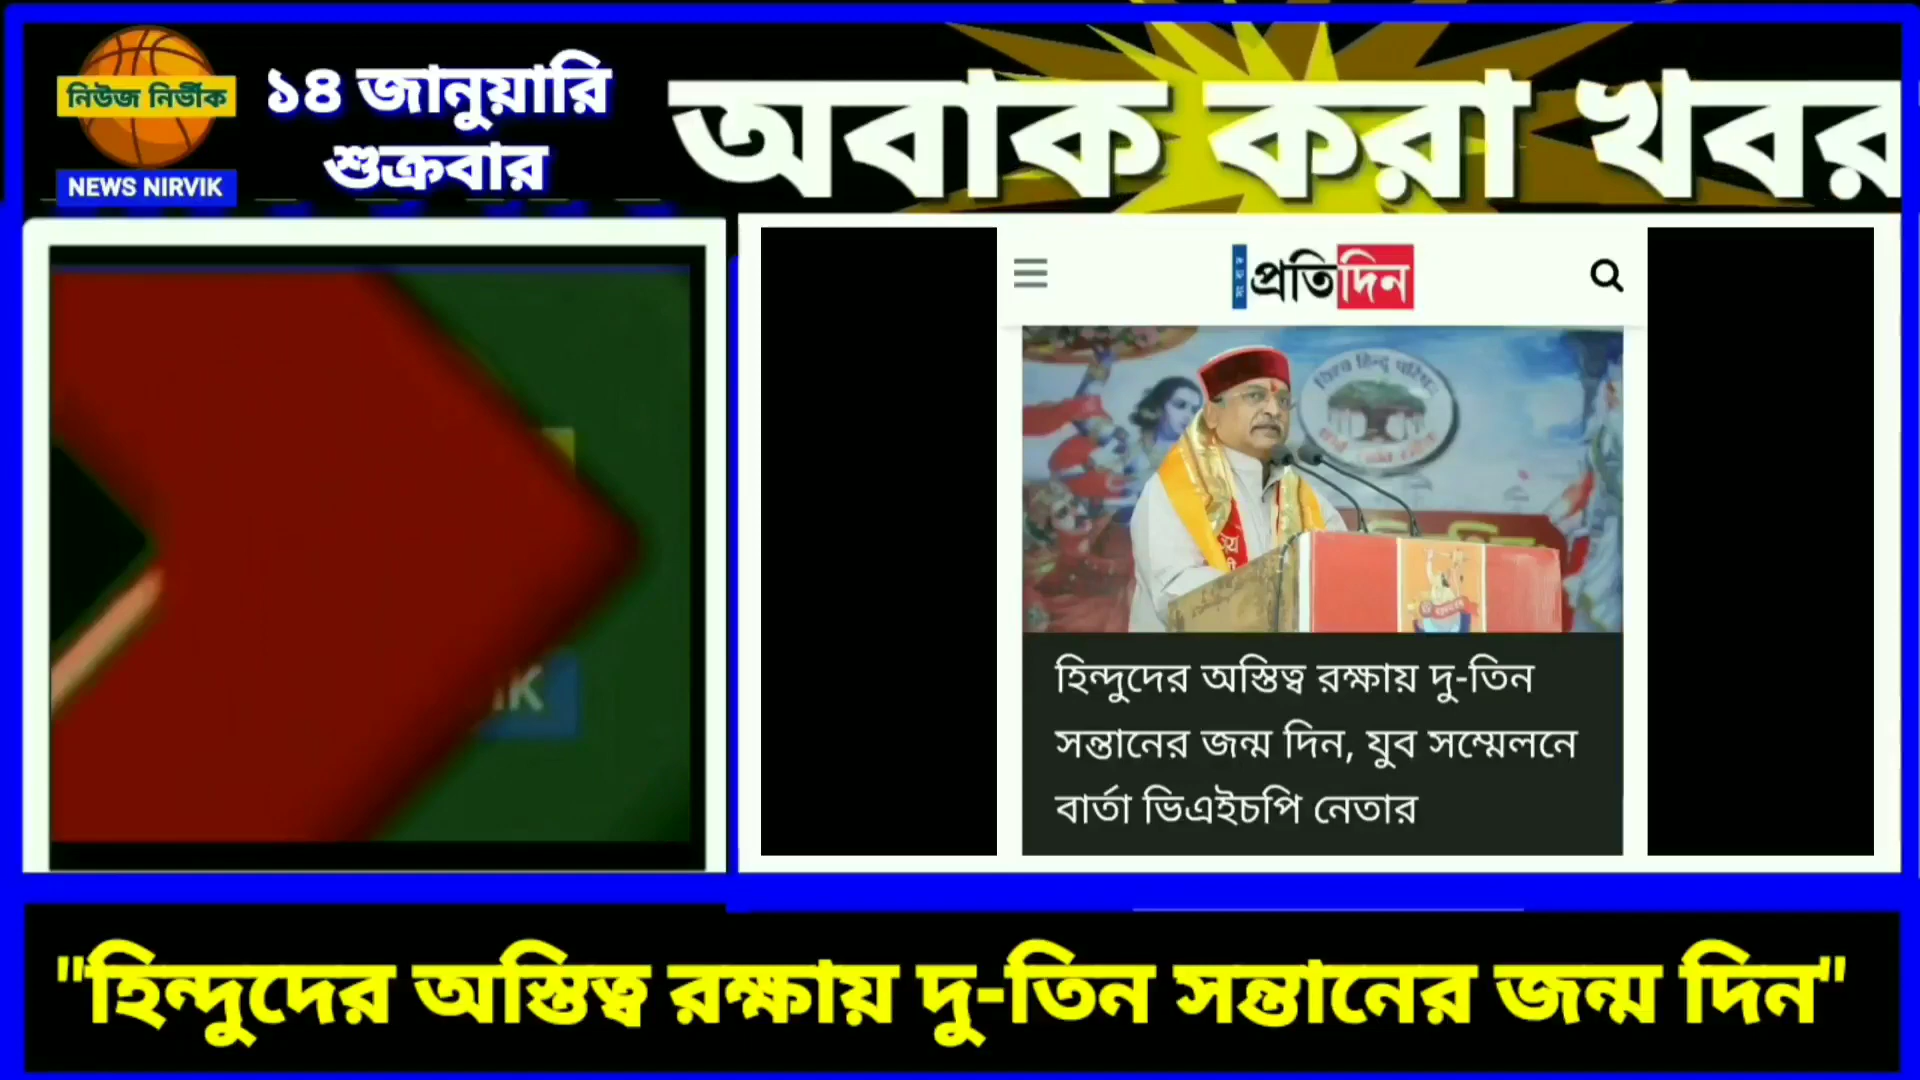 নিউজ নির্ভীক
NEWS NIRVIK
১৪ জানুয়ারি
শুক্রবার
অবাক করা খবর
প্রতিদিন
হিন্দুদের অস্তিত্ব রক্ষায় দু-তিন
সন্তানের জন্ম দিন, যুব সম্মেলনে
বার্তা ভিএইচপি নেতার
"হিন্দুদের অস্তিত্ব রক্ষায় দু-তিন সন্তানের জন্ম দিন"